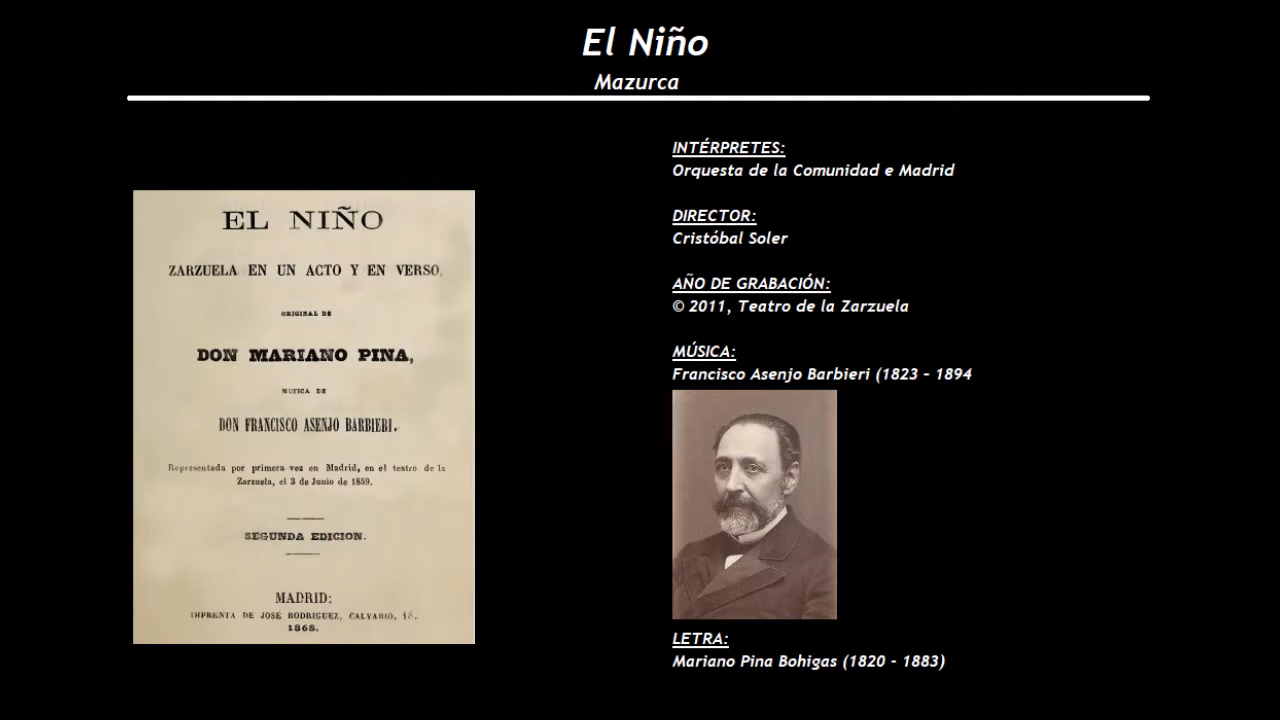 El Niño
Mazurca
EL NIÑO
ZARZUELA EN UN ACTO Y EN VERSO,
ORIGINAL DE
DON MARIANO PINA,
MUSICA DE
DON FRANCISCO ASENJO BARBIERI.
Representada por primera vez en Madrid, en el teatro de la
Zarzuela, el 3 de Junio de 1859.
SEGUNDA EDICION.
MADRID:
IMPRENTA DE JOSÉ RODRIGUEZ, CALVARIO, 18.
1868.
INTÉRPRETES:
Orquesta de la Comunidad e Madrid
DIRECTOR:
Cristóbal Soler
AÑO DE GRABACIÓN:
© 2011, Teatro de la Zarzuela
MÚSICA:
Francisco Asenjo Barbieri (1823 - 1894
LETRA:
Mariano Pina Bohigas (1820 - 1883)